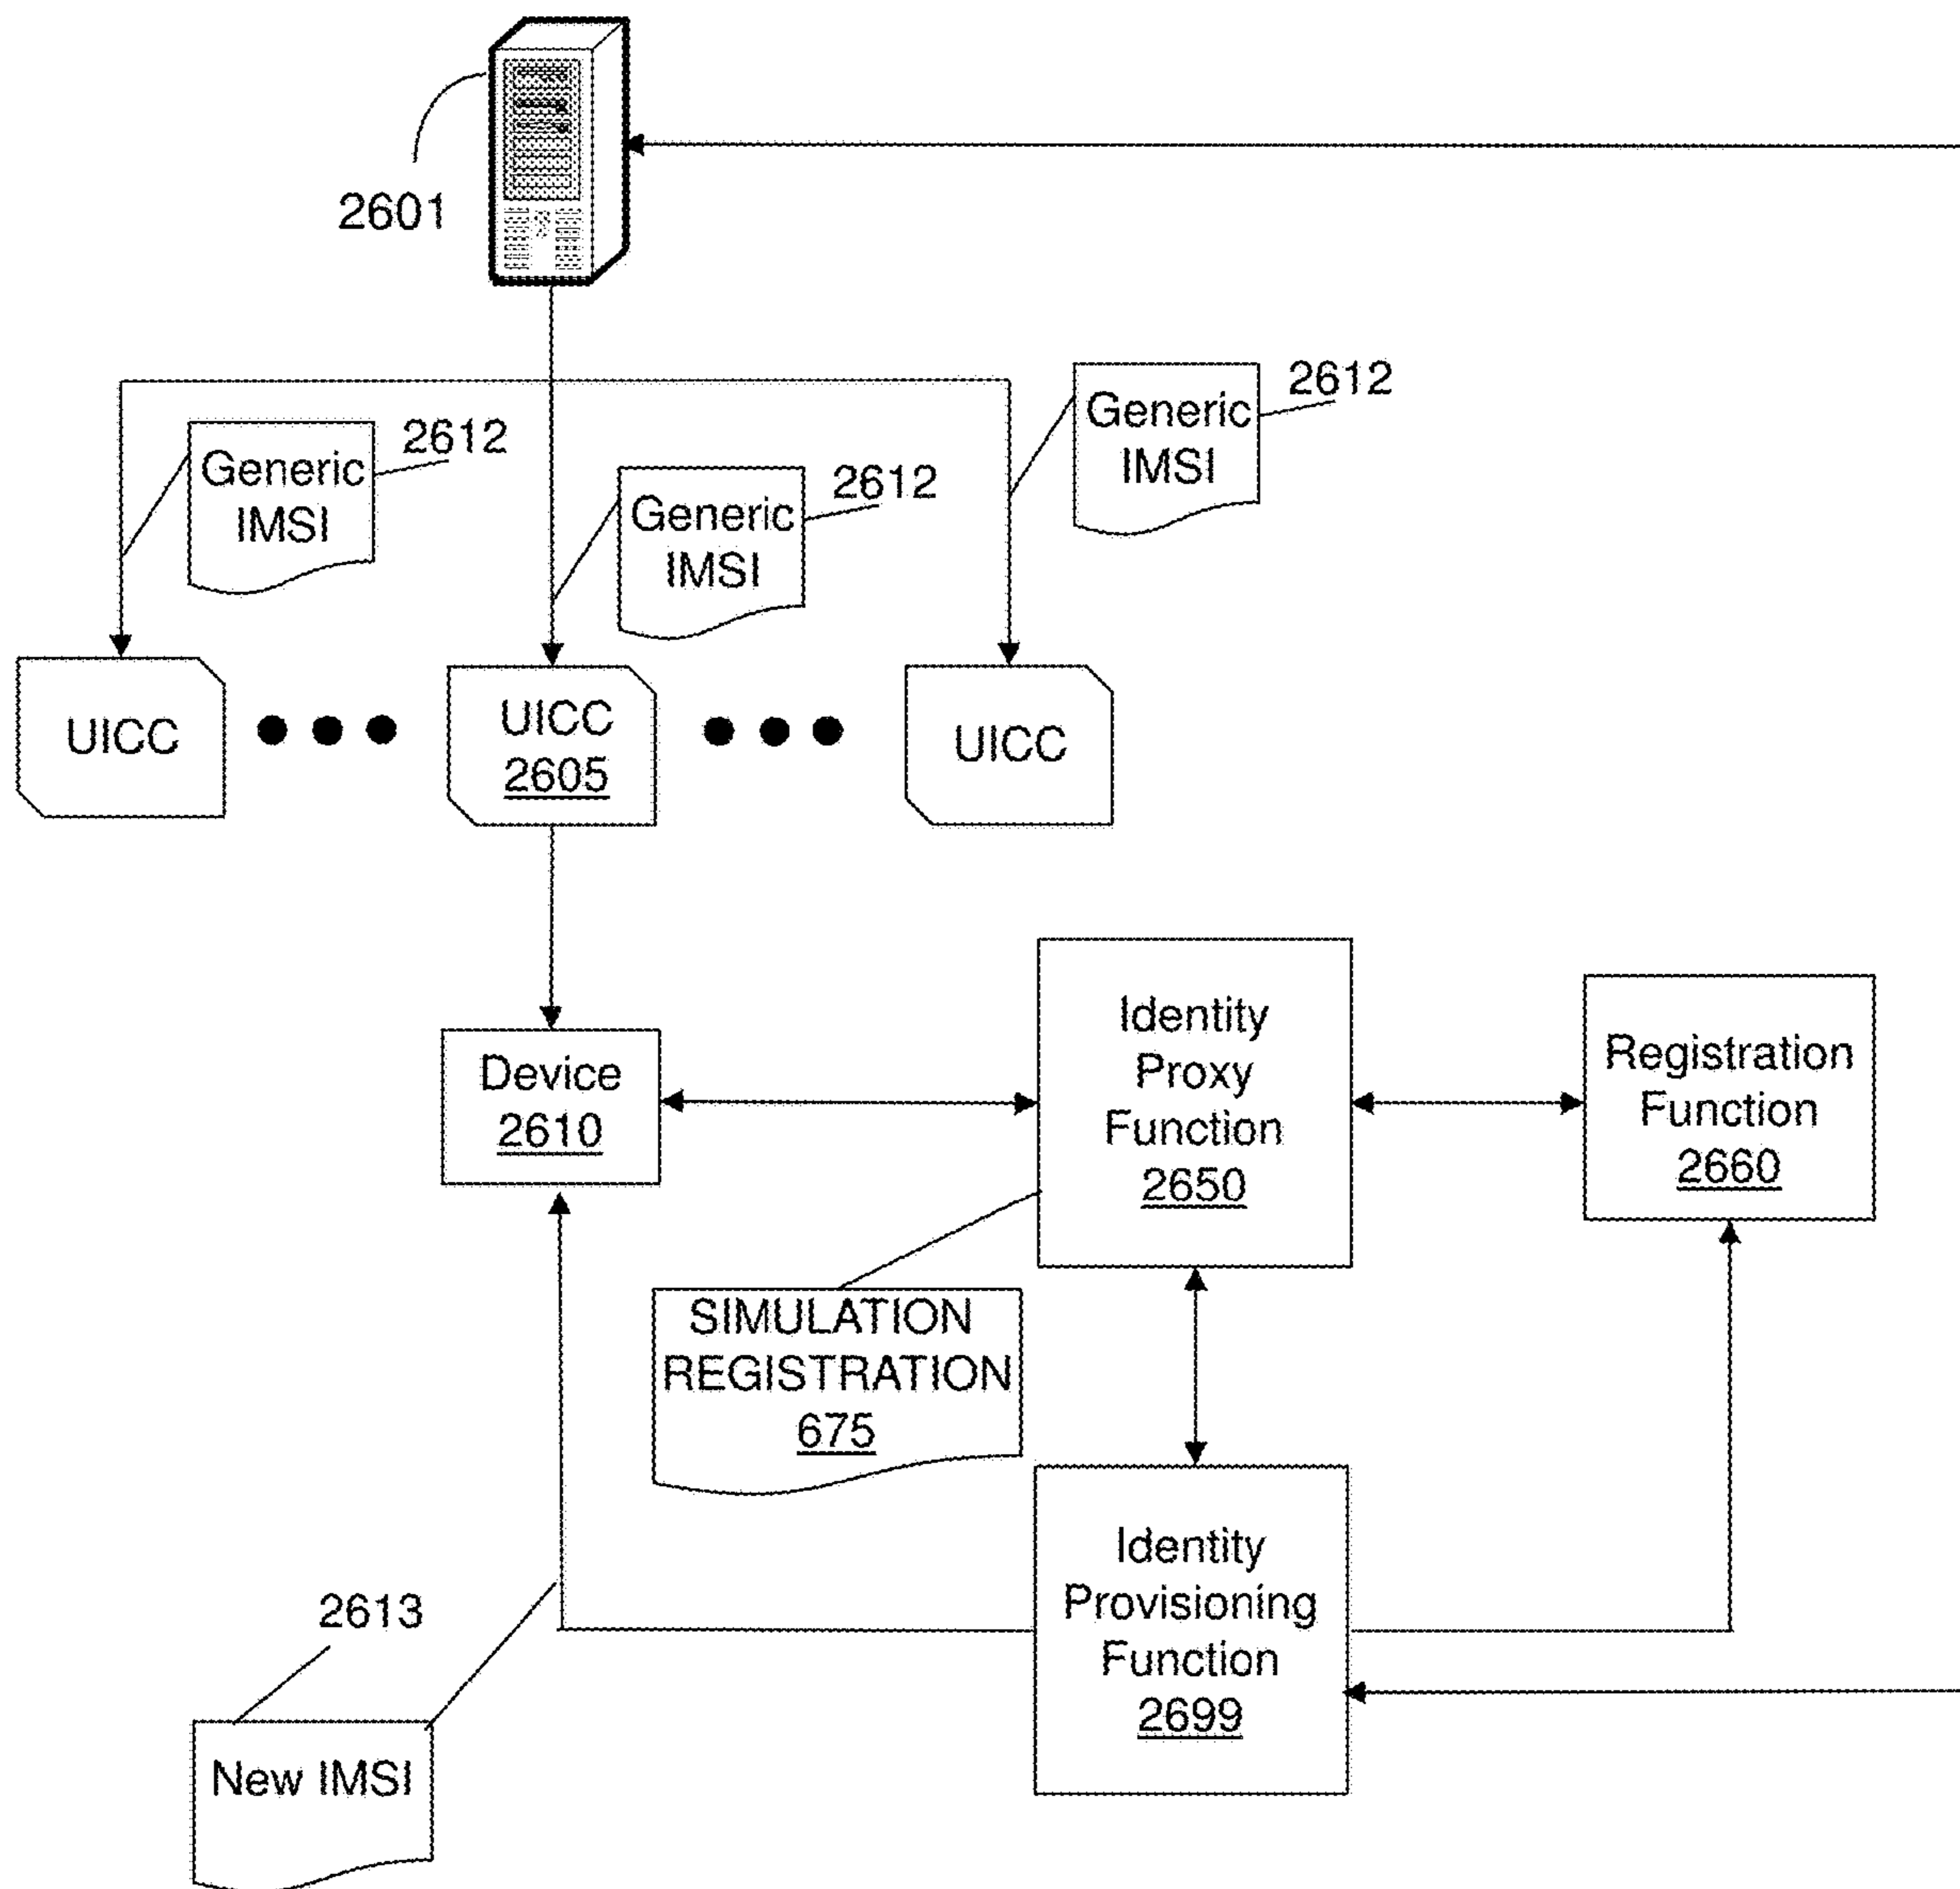 2601
2612
Generic
IMSI
2612
Generic
IMSI
2612
Generic
IMSI
UICC
UICC
2605
UICC
Device
2610
Identity
Proxy
Function
2650
Registration
Function
2660
SIMULATION
REGISTRATION
675
Identity
Provisioning
Function
2699
2613
New IMSI